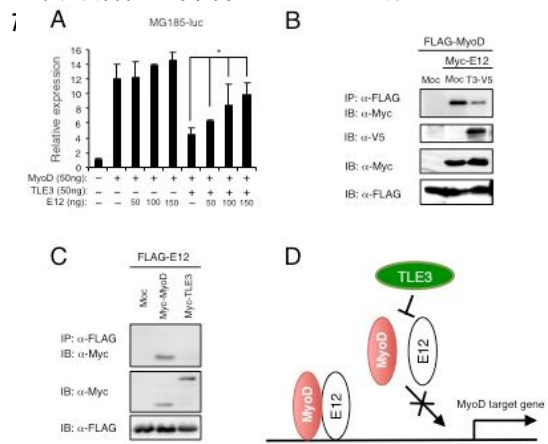 A
MG185-luc
Relative expression
16
14
12
10
8
6
4
2
0
*
MyoD (50ng): – + + + + + + + +
TLE3 (50ng): – – – – – + + + +
E12 (ng): – – 50 100 150 – 50 100 150
B
FLAG-MyoD
Myc-E12
Moc Moc T3-V5
IP: α-FLAG
IB: α-Myc
IB: α-V5
IB: α-Myc
IB: α-FLAG
C
FLAG-E12
Moc
Myc-MyoD
Myc-TLE3
IP: α-FLAG
IB: α-Myc
IB: α-Myc
IB: α-FLAG
D
TLE3
MyoD
E12
MyoD
E12
MyoD target gene